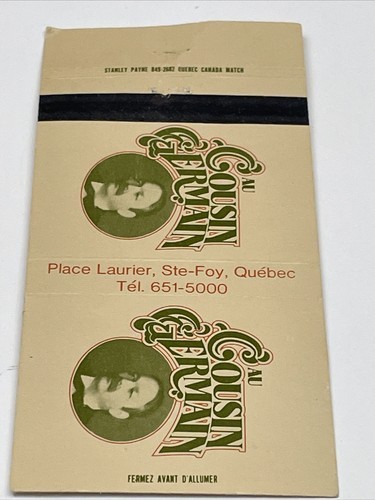 STANLEY PAYNE 849-2682 QUEBEC CANADA MATCH
AU
COUSIN
GERMAIN
Place Laurier, Ste-Foy, Québec
Tél. 651-5000
AU
COUSIN
GERMAIN
FERMEZ AVANT D'ALLUMER